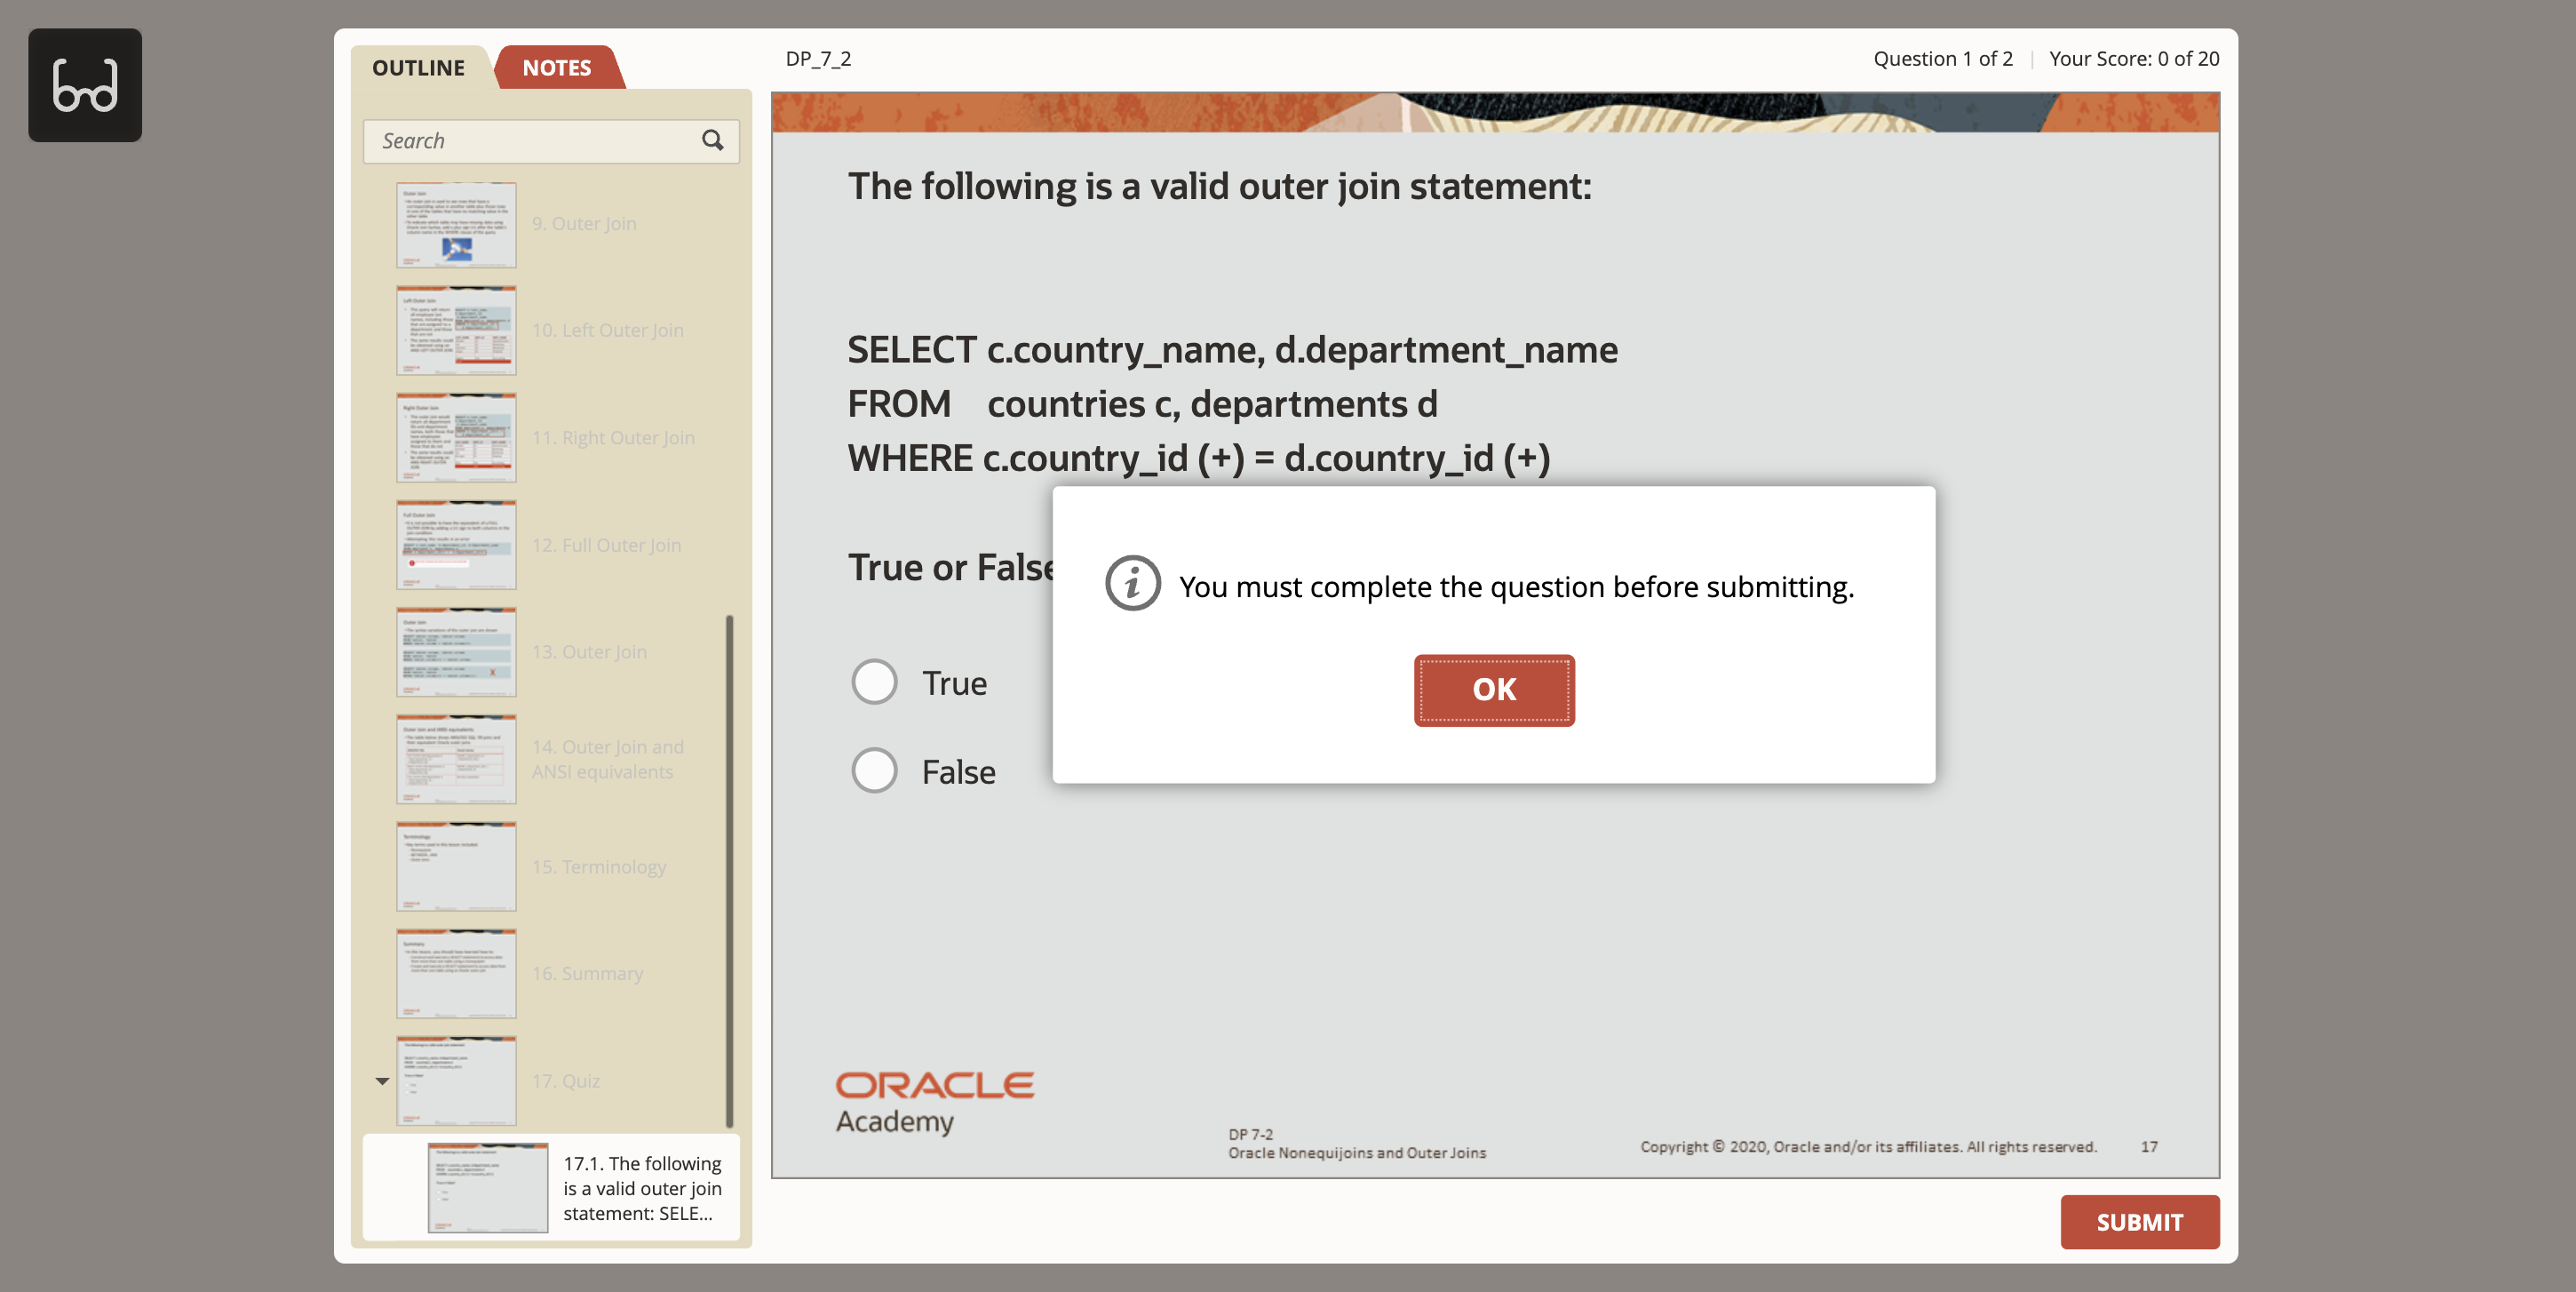 OUTLINE
NOTES
Search
9. Outer Join
10. Left Outer Join
11. Right Outer Join
12. Full Outer Join
13. Outer Join
14. Outer Join and
ANSI equivalents
15. Terminology
16. Summary
17. Quiz
17.1. The following
is a valid outer join
statement: SELE...
DP_7_2
Question 1 of 2
Your Score: 0 of 20
The following is a valid outer join statement:
SELECT c.country_name, d.department_name
FROM countries c, departments d
WHERE c.country_id (+) = d.country_id (+)
True or False
True
False
You must complete the question before submitting.
OK
ORACLE
Academy
DP 7-2
Oracle Nonequijoins and Outer Joins
Copyright © 2020, Oracle and/or its affiliates. All rights reserved.
17
SUBMIT